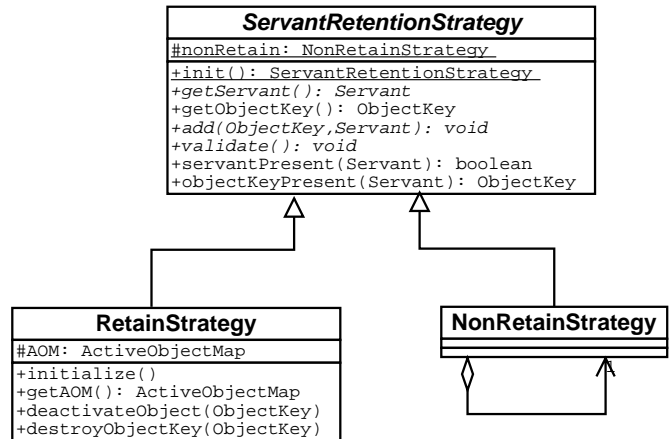 ServantRetentionStrategy
#nonRetain: NonRetainStrategy
+init(): ServantRetentionStrategy
+getServant(): Servant
+getObjectKey(): ObjectKey
+add(ObjectKey,Servant): void
+validate(): void
+servantPresent(Servant): boolean
+objectKeyPresent(Servant): ObjectKey
RetainStrategy
#AOM: ActiveObjectMap
+initialize()
+getAOM(): ActiveObjectMap
+deactivateObject(ObjectKey)
+destroyObjectKey(ObjectKey)
NonRetainStrategy
1